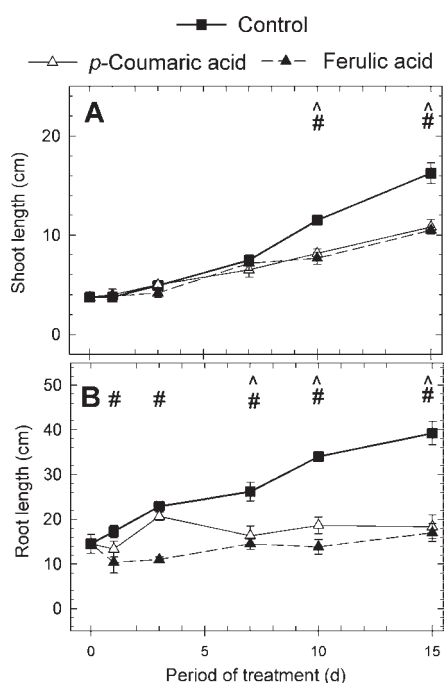 Control
p-Coumaric acid Ferulic acid
A
^ ^
# #
20
10
0
Shoot length (cm)
B
^ ^ ^
# # # # #
50
40
30
20
10
0
Root length (cm)
0 5 10 15
Period of treatment (d)